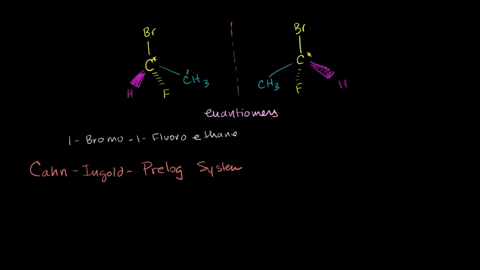 Br
Br
C*
C*
CH3
CH3
H
F
F
H
enantiomers
1-Bromo-1-Fluoro ethane
Cahn-Ingold-Prelog System